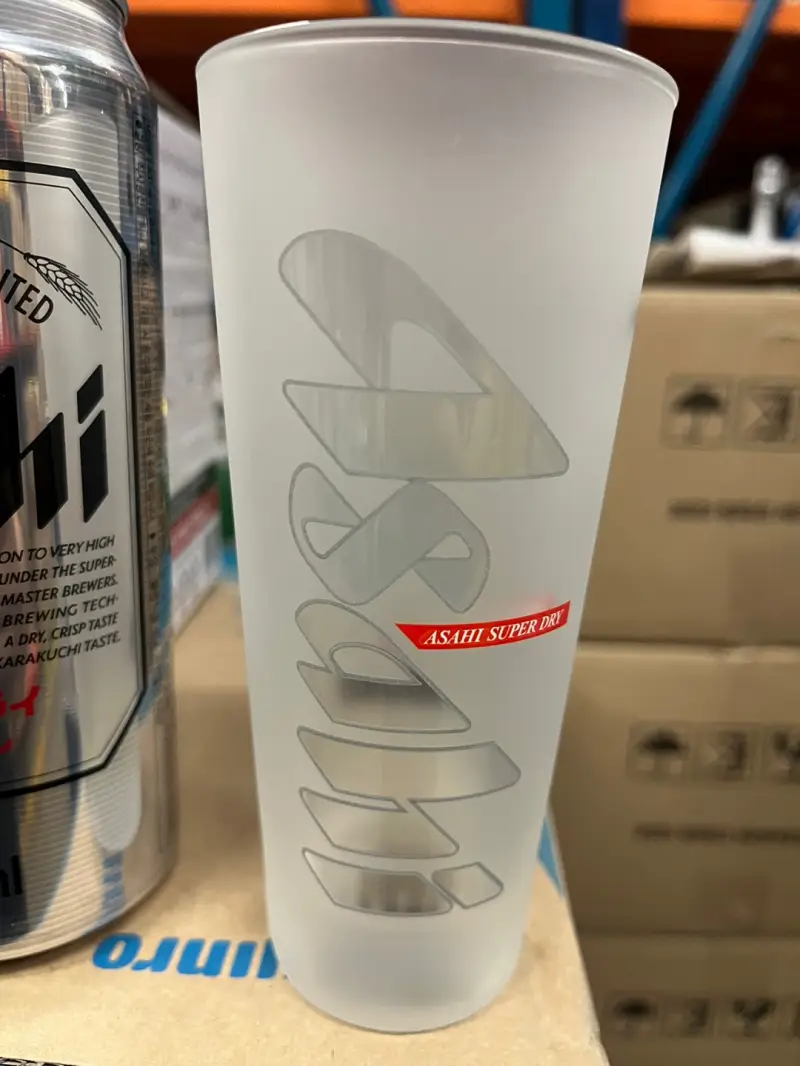 ITED
hi
ON TO VERY HIGH
UNDER THE SUPER-
MASTER BREWERS.
BREWING TECH-
A DRY, CRISP TASTE
KARAKUCHI TASTE.
Asahi
ASAHI SUPER DRY